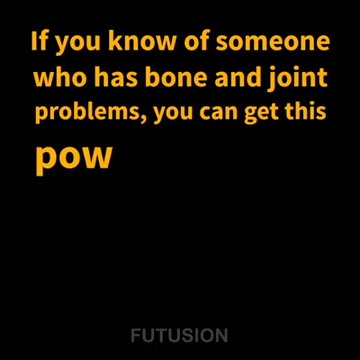 If you know of someone
who has bone and joint
problems, you can get this
pow
FUTUSION